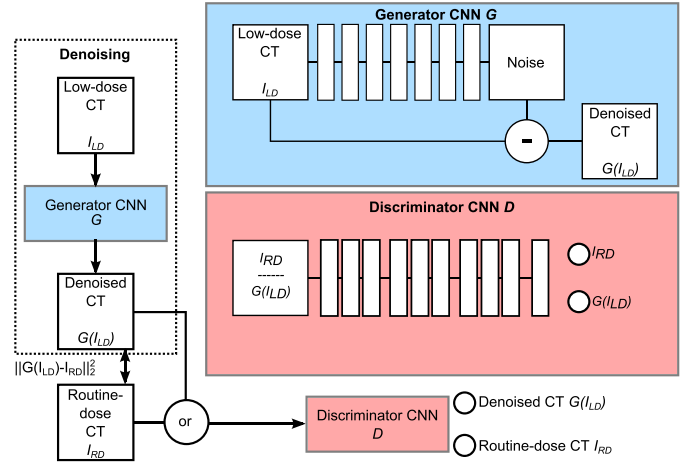 Denoising
Low-dose
CT
I_LD
Generator CNN
G
Denoised
CT
G(I_LD)
||G(I_LD)-I_RD||_2^2
Routine-
dose
CT
I_RD
or
Generator CNN G
Low-dose
CT
I_LD
Noise
-
Denoised
CT
G(I_LD)
Discriminator CNN D
I_RD
------
G(I_LD)
I_RD
G(I_LD)
Discriminator CNN
D
Denoised CT G(I_LD)
Routine-dose CT I_RD